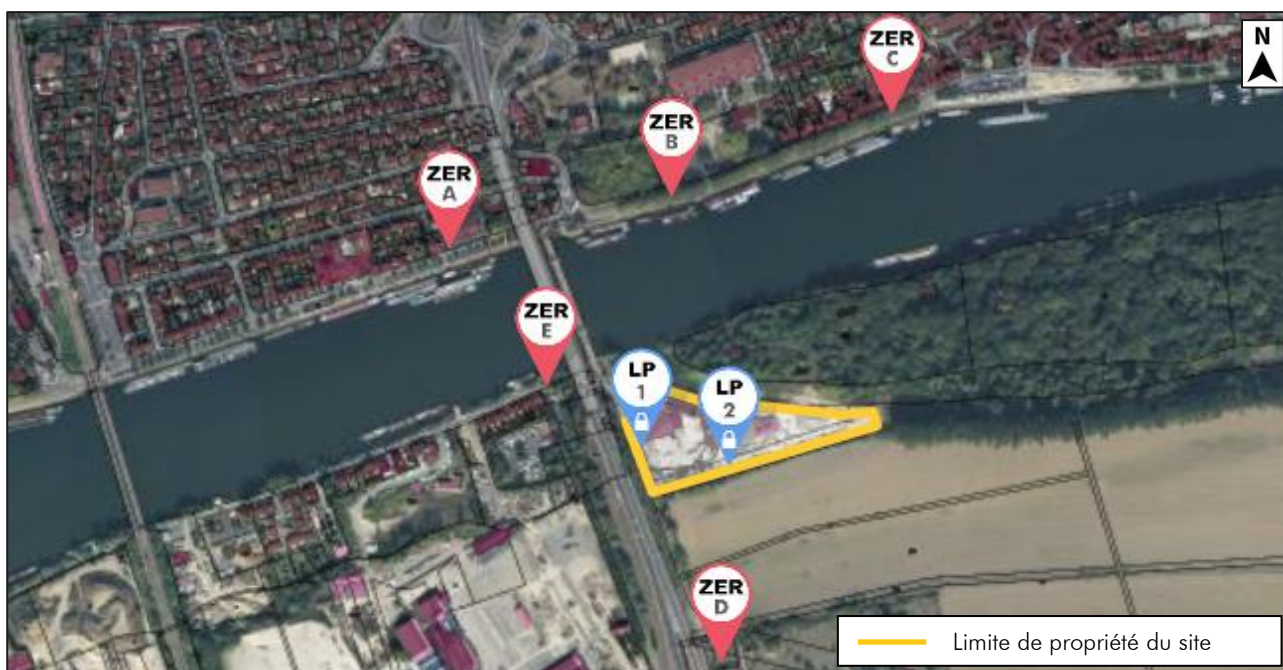 N
ZER
C
ZER
B
ZER
A
ZER
E
LP
1
LP
2
ZER
D
Limite de propriété du site